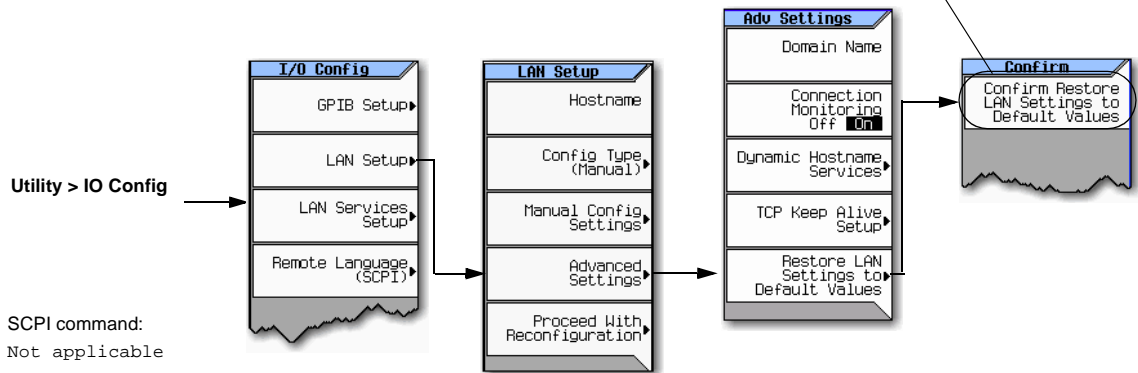 Utility > IO Config
SCPI command:
Not applicable
I/O Config
GPIB Setup
LAN Setup
LAN Services
Setup
Remote Language
(SCPI)
LAN Setup
Hostname
Config Type
(Manual)
Manual Config
Settings
Advanced
Settings
Proceed With
Reconfiguration
Adv Settings
Domain Name
Connection
Monitoring
Off On
Dynamic Hostname
Services
TCP Keep Alive
Setup
Restore LAN
Settings to
Default Values
Confirm
Confirm Restore
LAN Settings to
Default Values